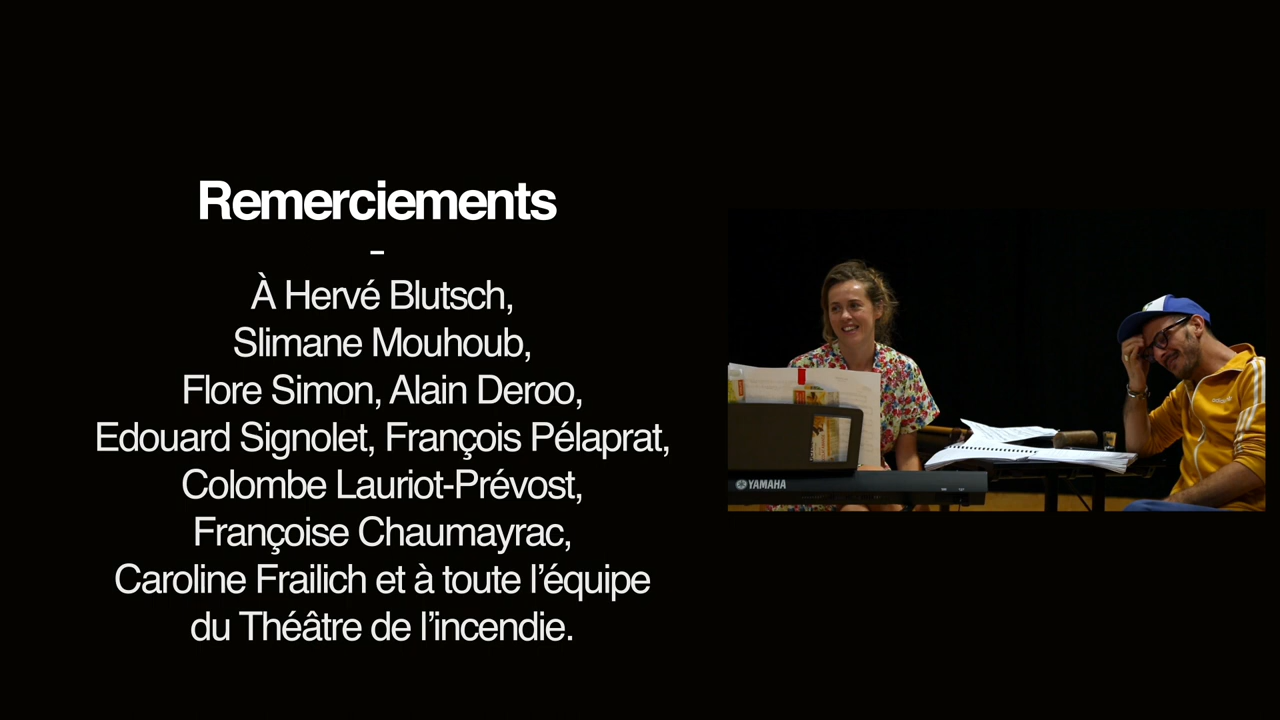 Remerciements
-
À Hervé Blutsch,
Slimane Mouhoub,
Flore Simon, Alain Deroo,
Edouard Signolet, François Pélaprat,
Colombe Lauriot-Prévost,
Françoise Chaumayrac,
Caroline Frailich et à toute l’équipe
du Théâtre de l’incendie.
YAMAHA